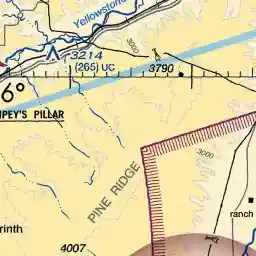 Yellowstone
3000
3214
(265) UC
3790
6°
PEY'S PILLAR
3000
PINE RIDGE
ranch
rinth
4007